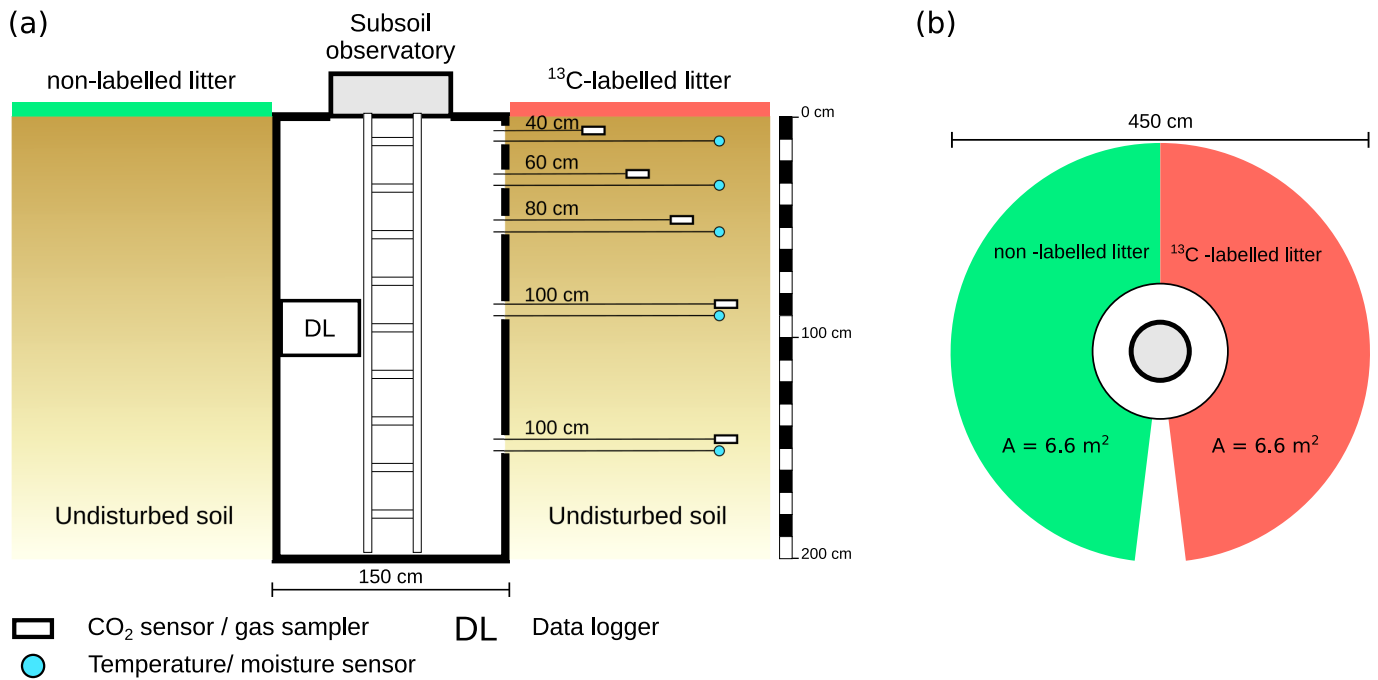 (a)
Subsoil
observatory
non-labelled litter
¹³C-labelled litter
40 cm
60 cm
80 cm
100 cm
100 cm
DL
Undisturbed soil
Undisturbed soil
0 cm
100 cm
200 cm
150 cm
CO₂ sensor / gas sampler
DL Data logger
Temperature/ moisture sensor
(b)
450 cm
non -labelled litter
¹³C -labelled litter
A = 6.6 m²
A = 6.6 m²